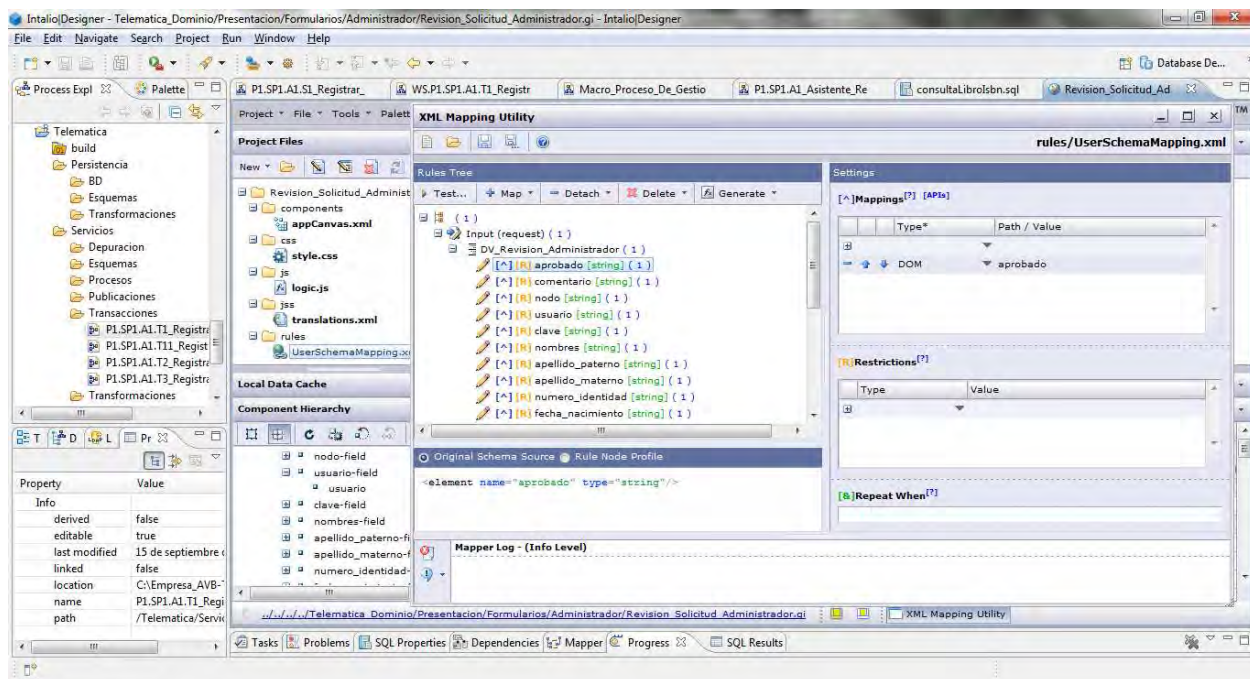 Intalio|Designer - Telematica_Dominio/Presentacion/Formularios/Administrador/Revision_Solicitud_Administrador.gi - Intalio|Designer
File Edit Navigate Search Project Run Window Help
Database De...
Process Expl Palette
P1.SP1.A1.S1_Registrar_ WS.P1.SP1.A1.T1_Registr Macro_Proceso_De_Gestio P1.SP1.A1_Asistente_Re consultaLibroIsbn.sql Revision_Solicitud_Ad
Telematica
build
Persistencia
BD
Esquemas
Transformaciones
Servicios
Depuracion
Esquemas
Procesos
Publicaciones
Transacciones
P1.SP1.A1.T1_Registra
P1.SP1.A1.T11_Regist
P1.SP1.A1.T2_Registra
P1.SP1.A1.T3_Registra
Transformaciones
T D L Pr
Property Value
Info
derived false
editable true
last modified 15 de septiembre
linked false
location C:\Empresa_AVB-
name P1.SP1.A1.T1_Regi
path /Telematica/Servi
Project File Tools Palett
TM
Project Files
New
Revision_Solicitud_Administ
components
appCanvas.xml
css
style.css
js
logic.js
jss
translations.xml
rules
UserSchemaMapping.x
Local Data Cache
Component Hierarchy
nodo-field
usuario-field
usuario
clave-field
nombres-field
apellido_paterno-fi
apellido_materno-f
numero_identidad-
XML Mapping Utility
rules/UserSchemaMapping.xml
Rules Tree
Test... Map Detach Delete Generate
( 1 )
Input (request) ( 1 )
DV_Revision_Administrador ( 1 )
[^] [R] aprobado [string] ( 1 )
[^] [R] comentario [string] ( 1 )
[^] [R] nodo [string] ( 1 )
[^] [R] usuario [string] ( 1 )
[^] [R] clave [string] ( 1 )
[^] [R] nombres [string] ( 1 )
[^] [R] apellido_paterno [string] ( 1 )
[^] [R] apellido_materno [string] ( 1 )
[^] [R] numero_identidad [string] ( 1 )
[^] [R] fecha_nacimiento [string] ( 1 )
Original Schema Source Rule Node Profile
<element name="aprobado" type="string"/>
Settings
[^]Mappings[?] [APIs]
Type* Path / Value
DOM aprobado
[R]Restrictions[?]
Type Value
[&]Repeat When[?]
Mapper Log - (Info Level)
../../../../Telematica_Dominio/Presentacion/Formularios/Administrador/Revision_Solicitud_Administrador.gi XML Mapping Utility
Tasks Problems SQL Properties Dependencies Mapper Progress SQL Results